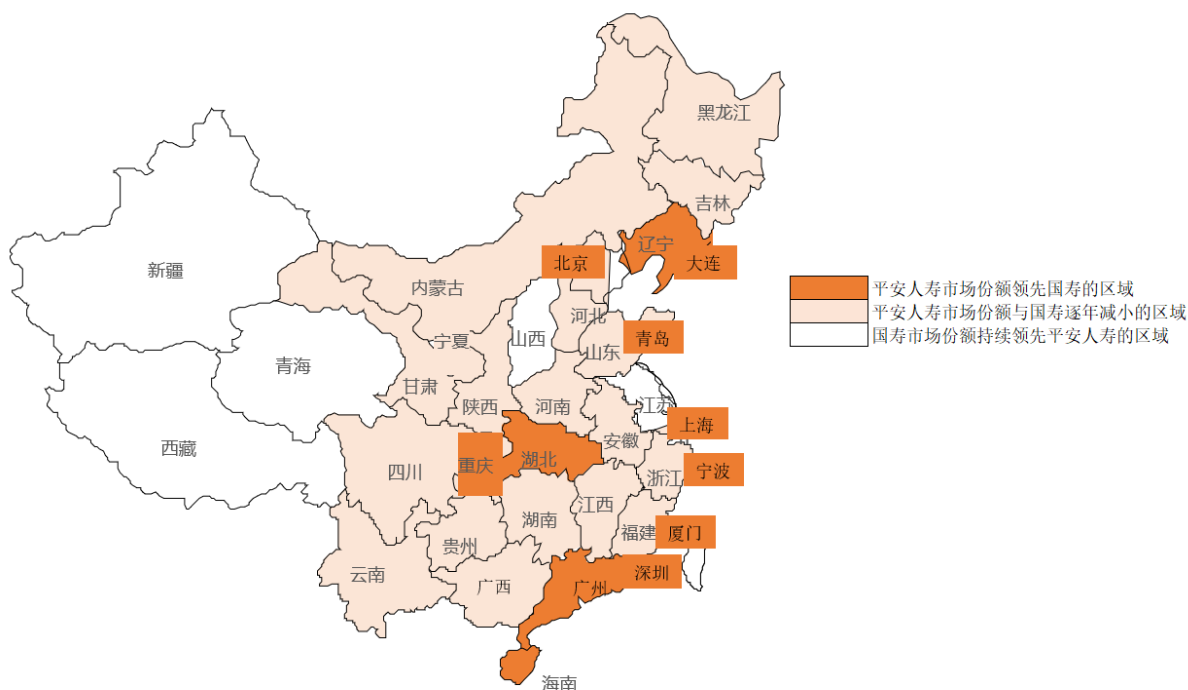 黑龙江
吉林
辽宁
大连
北京
新疆
内蒙古
平安人寿市场份额领先国寿的区域
平安人寿市场份额与国寿逐年减小的区域
国寿市场份额持续领先平安人寿的区域
河北
山西
宁夏
青岛
山东
青海
甘肃
陕西
河南
江苏
上海
西藏
安徽
四川
重庆
湖北
宁波
浙江
江西
湖南
福建
厦门
贵州
云南
广西
广州
深圳
海南